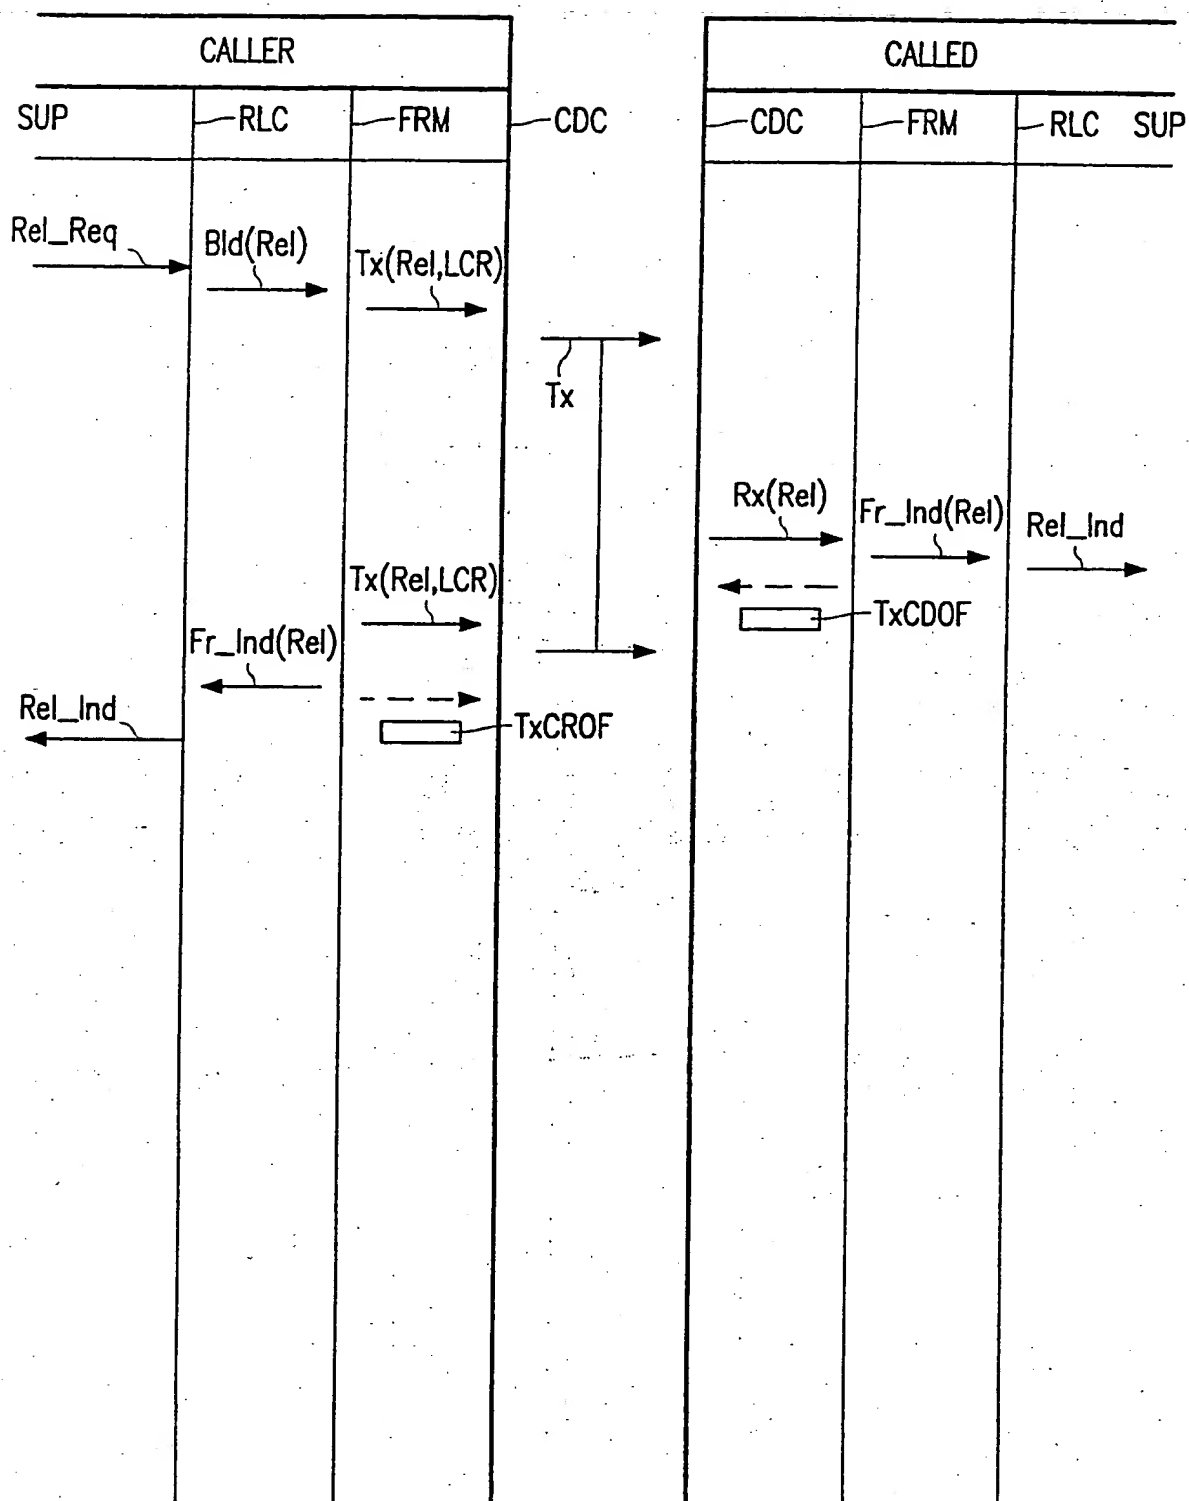 CALLER
CALLED
SUP RLC FRM CDC CDC FRM RLC SUP
Rel_Req
Bld(Rel)
Tx(Rel,LCR)
Tx
Rx(Rel)
Fr_Ind(Rel)
Rel_Ind
Tx(Rel,LCR)
TxCDOF
Fr_Ind(Rel)
Rel_Ind
TxCROF